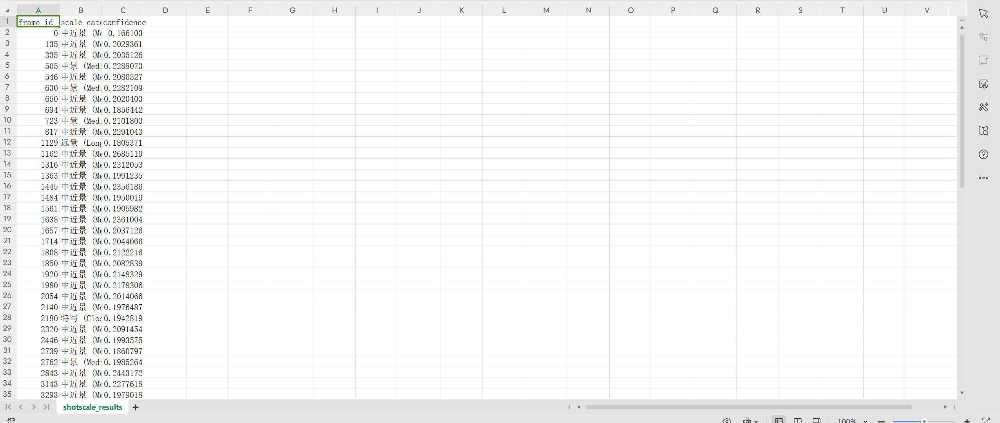 A B C D E F G H I J K L M N O P Q R S T U V
1 frame_id scale_cate confidence
2 0 中近景 (Me 0.166103
3 135 中近景 (Me 0.2029361
4 335 中近景 (Me 0.2035126
5 505 中景 (Medi 0.2288073
6 546 中近景 (Me 0.2080527
7 630 中景 (Medi 0.2282109
8 650 中近景 (Me 0.2020403
9 694 中近景 (Me 0.1856442
10 723 中景 (Medi 0.2101803
11 817 中近景 (Me 0.2291043
12 1129 远景 (Long 0.1805371
13 1162 中近景 (Me 0.2685119
14 1316 中近景 (Me 0.2312053
15 1363 中近景 (Me 0.1991235
16 1445 中近景 (Me 0.2356186
17 1484 中近景 (Me 0.1950019
18 1561 中近景 (Me 0.1905982
19 1638 中近景 (Me 0.2361004
20 1657 中近景 (Me 0.2037126
21 1714 中近景 (Me 0.2044066
22 1808 中近景 (Me 0.2122216
23 1850 中近景 (Me 0.2082839
24 1920 中近景 (Me 0.2148329
25 1980 中近景 (Me 0.2178306
26 2054 中近景 (Me 0.2014066
27 2140 中近景 (Me 0.1976487
28 2180 特写 (Clos 0.1942819
29 2320 中近景 (Me 0.2091454
30 2446 中近景 (Me 0.1993575
31 2739 中近景 (Me 0.1860797
32 2762 中景 (Medi 0.1985264
33 2843 中近景 (Me 0.2443172
34 3143 中近景 (Me 0.2277618
35 3293 中近景 (Me 0.1979018
shotscale_results
100%